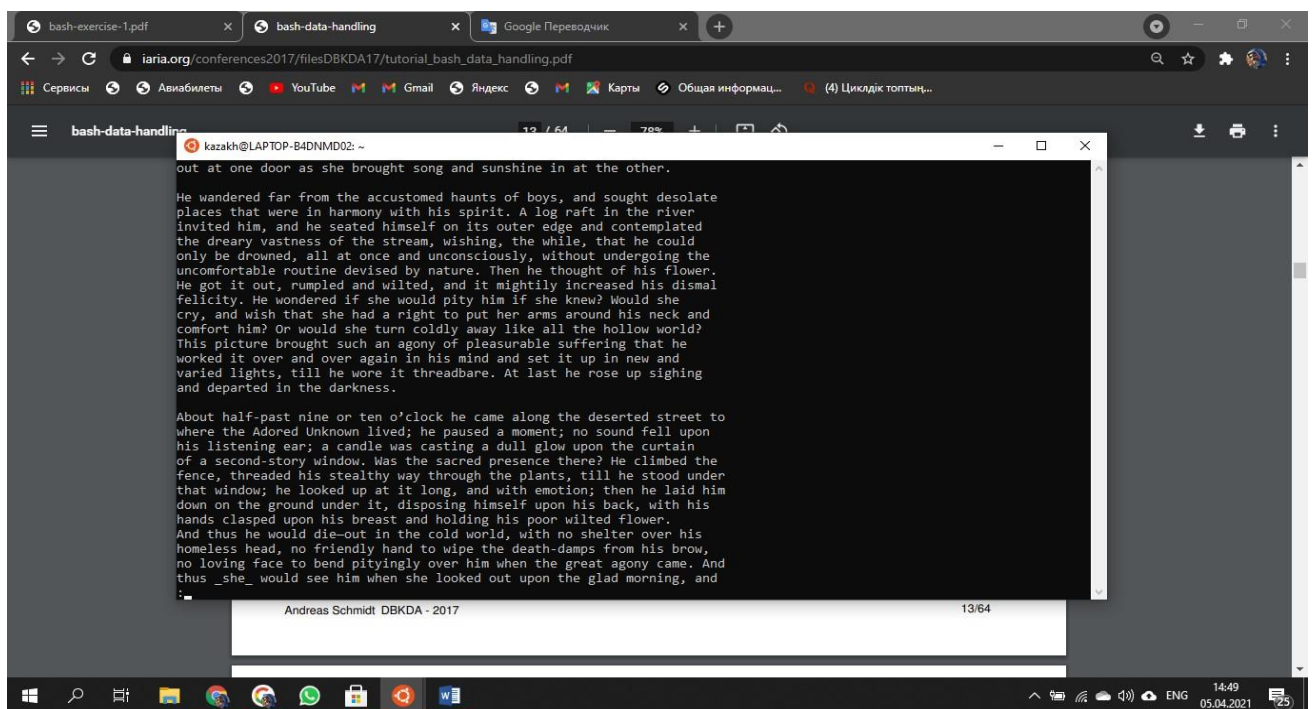 bash-exercise-1.pdf
bash-data-handling
Google Переводчик
iaria.org/conferences2017/filesDBKDA17/tutorial_bash_data_handling.pdf
Сервисы Авиабилеты YouTube Gmail Яндекс Карты Общая информац... (4) Циклдік топтың...
bash-data-handling 13 / 64 — 78% +
kazakh@LAPTOP-B4DNMD02: ~
out at one door as she brought song and sunshine in at the other.
He wandered far from the accustomed haunts of boys, and sought desolate
places that were in harmony with his spirit. A log raft in the river
invited him, and he seated himself on its outer edge and contemplated
the dreary vastness of the stream, wishing, the while, that he could
only be drowned, all at once and unconsciously, without undergoing the
uncomfortable routine devised by nature. Then he thought of his flower.
He got it out, rumpled and wilted, and it mightily increased his dismal
felicity. He wondered if she would pity him if she knew? Would she
cry, and wish that she had a right to put her arms around his neck and
comfort him? Or would she turn coldly away like all the hollow world?
This picture brought such an agony of pleasurable suffering that he
worked it over and over again in his mind and set it up in new and
varied lights, till he wore it threadbare. At last he rose up sighing
and departed in the darkness.
About half-past nine or ten o’clock he came along the deserted street to
where the Adored Unknown lived; he paused a moment; no sound fell upon
his listening ear; a candle was casting a dull glow upon the curtain
of a second-story window. Was the sacred presence there? He climbed the
fence, threaded his stealthy way through the plants, till he stood under
that window; he looked up at it long, and with emotion; then he laid him
down on the ground under it, disposing himself upon his back, with his
hands clasped upon his breast and holding his poor wilted flower.
And thus he would die—out in the cold world, with no shelter over his
homeless head, no friendly hand to wipe the death-damps from his brow,
no loving face to bend pityingly over him when the great agony came. And
thus _she_ would see him when she looked out upon the glad morning, and
:
Andreas Schmidt DBKDA - 2017 13/64
ENG 14:49
05.04.2021
25